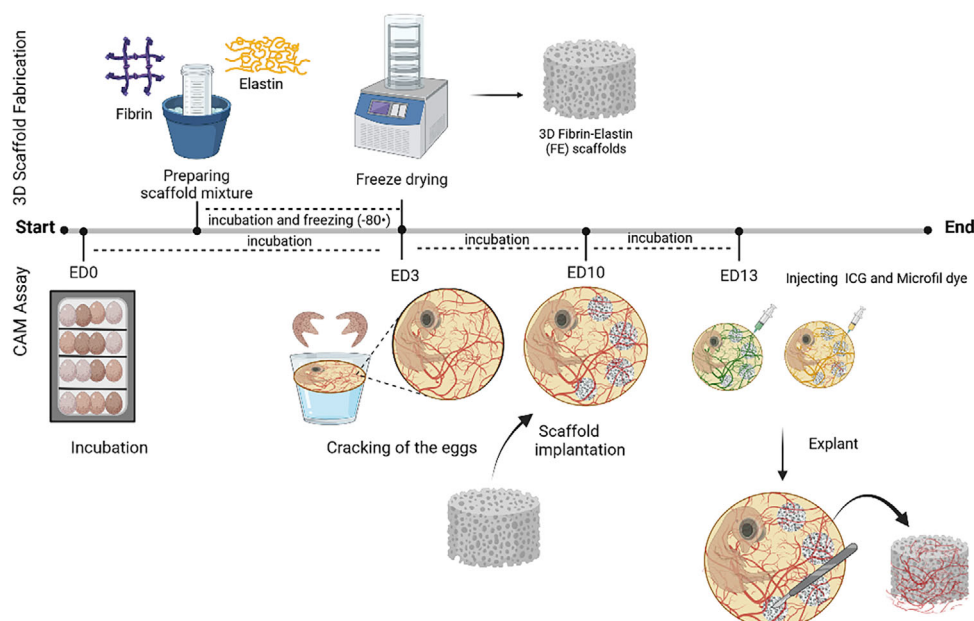 3D Scaffold Fabrication
Fibrin
Elastin
Preparing
scaffold mixture
Freeze drying
3D Fibrin-Elastin
(FE) scaffolds
incubation and freezing (-80•)
Start
End
incubation
incubation
incubation
ED0
ED3
ED10
ED13
CAM Assay
Injecting ICG and Microfil dye
Incubation
Cracking of the eggs
Scaffold
implantation
Explant